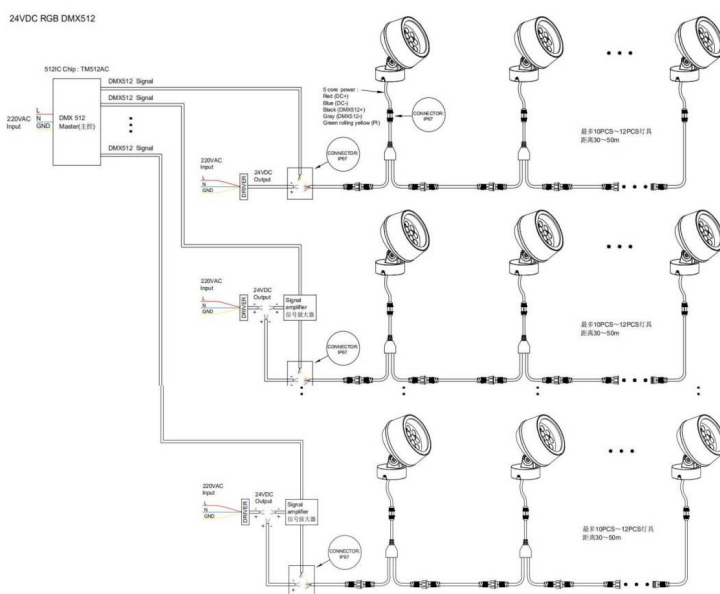 24VDC RGB DMX512
512IC Chip : TM512AC
DMX512 Signal
DMX512 Signal
DMX512 Signal
220VAC
Input
L
N
GND
DMX 512
Master(主控)
5 core power :
Red (DC+)
Blue (DC-)
Black (DMX512+)
Gray (DMX512-)
Green rolling yellow (PI)
CONNECTOR
IP67
CONNECTOR
IP67
220VAC
Input
L
N
GND
DRIVER
24VDC
Output
+
-
最多10PCS～12PCS灯具
距离30～50m
220VAC
Input
L
N
GND
DRIVER
24VDC
Output
-
+
-
+
Signal
amplifier
信号放大器
CONNECTOR
IP67
最多10PCS～12PCS灯具
距离30～50m
220VAC
Input
L
N
GND
DRIVER
24VDC
Output
-
+
-
+
Signal
amplifier
信号放大器
CONNECTOR
IP67
最多10PCS～12PCS灯具
距离30～50m